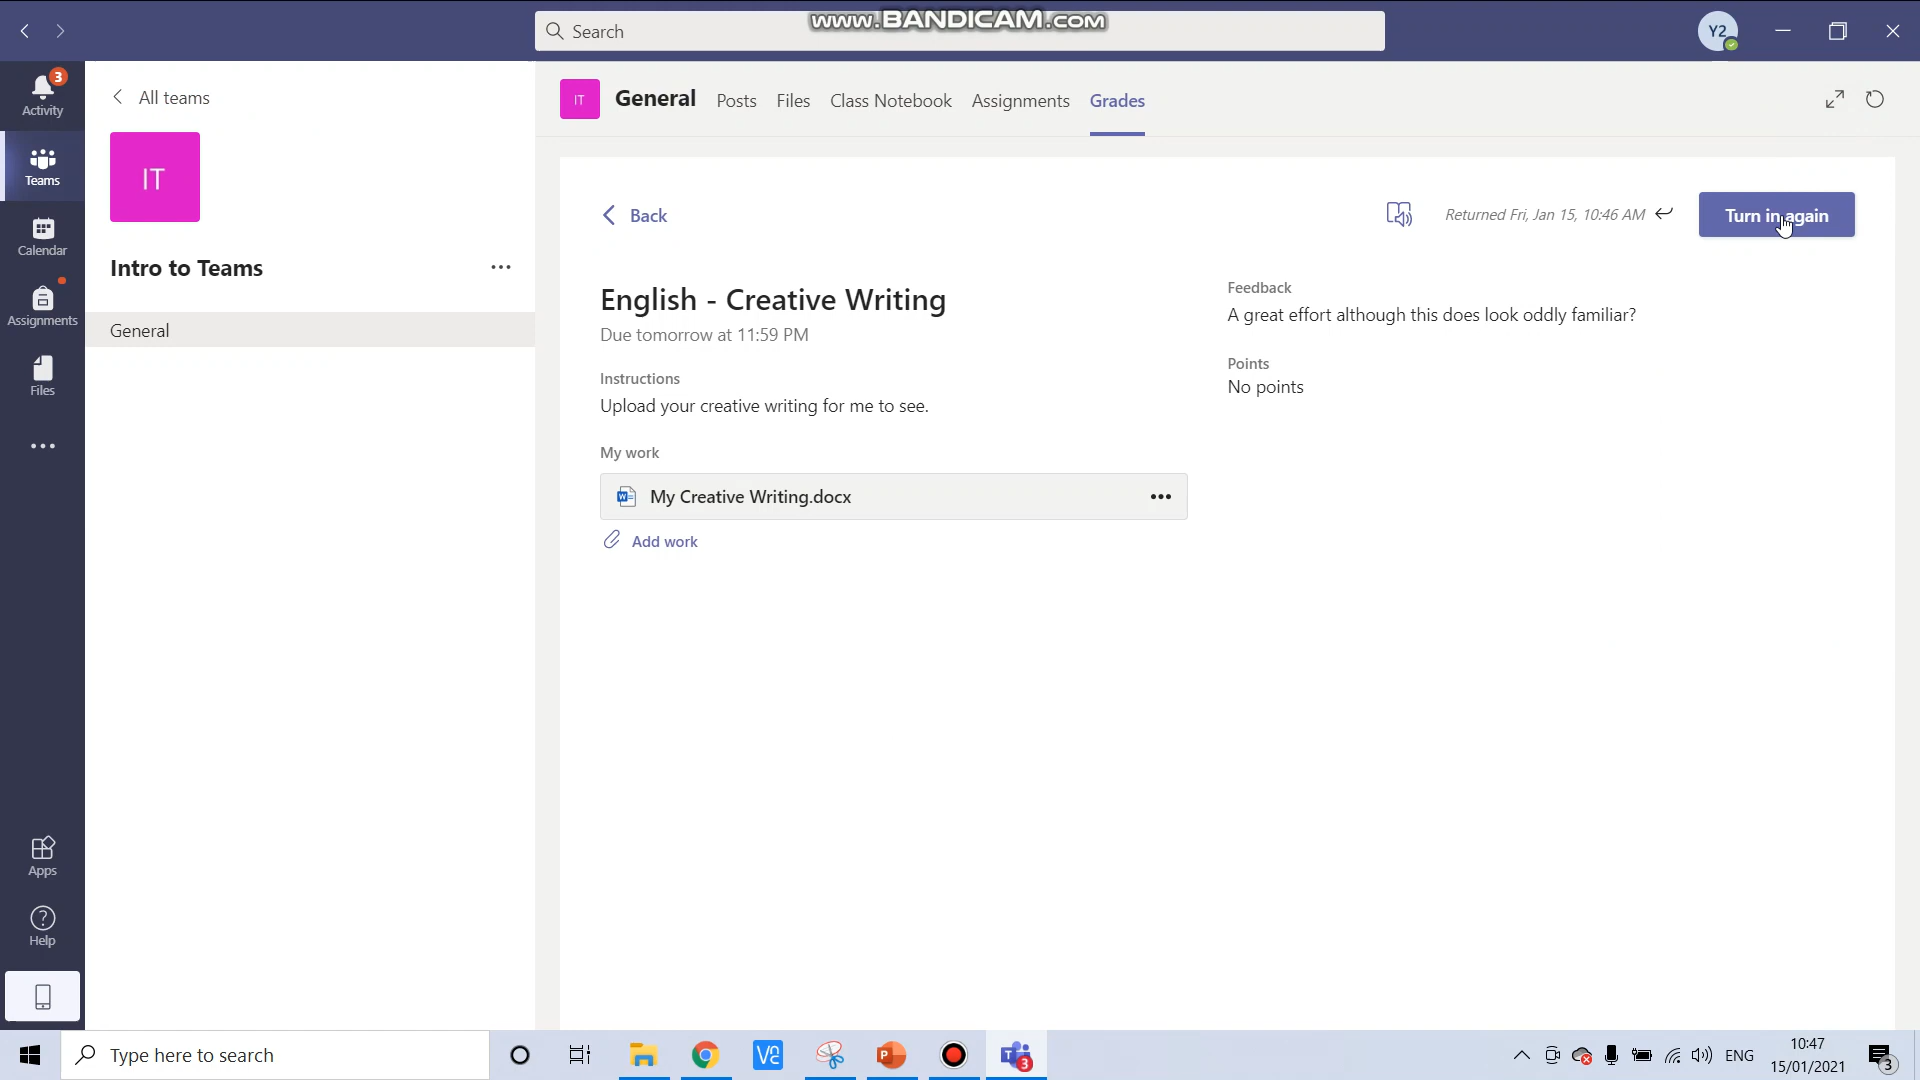 Search
www.BANDICAM.com
Y2
3
Activity
Teams
Calendar
Assignments
Files
Apps
Help
All teams
IT
Intro to Teams
General
IT
General Posts Files Class Notebook Assignments Grades
Back
Returned Fri, Jan 15, 10:46 AM
Turn in again
English - Creative Writing
Due tomorrow at 11:59 PM
Instructions
Upload your creative writing for me to see.
My work
My Creative Writing.docx
Add work
Feedback
A great effort although this does look oddly familiar?
Points
No points
Type here to search
3
ENG
10:47
15/01/2021
3